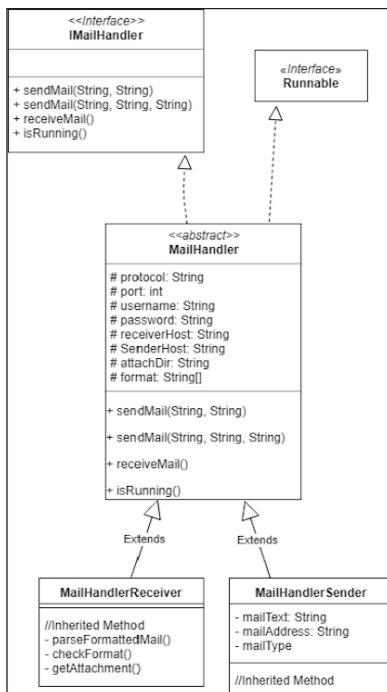 <<Interface>>
IMailHandler
+ sendMail(String, String)
+ sendMail(String, String, String)
+ receiveMail()
+ isRunning()
«Interface»
Runnable
<<abstract>>
MailHandler
# protocol: String
# port: int
# username: String
# password: String
# receiverHost: String
# SenderHost: String
# attachDir: String
# format: String[]
+ sendMail(String, String)
+ sendMail(String, String, String)
+ receiveMail()
+ isRunning()
Extends
Extends
MailHandlerReceiver
//Inherited Method
- parseFormattedMail()
- checkFormat()
- getAttachment()
MailHandlerSender
- mailText: String
- mailAddress: String
- mailType
//Inherited Method